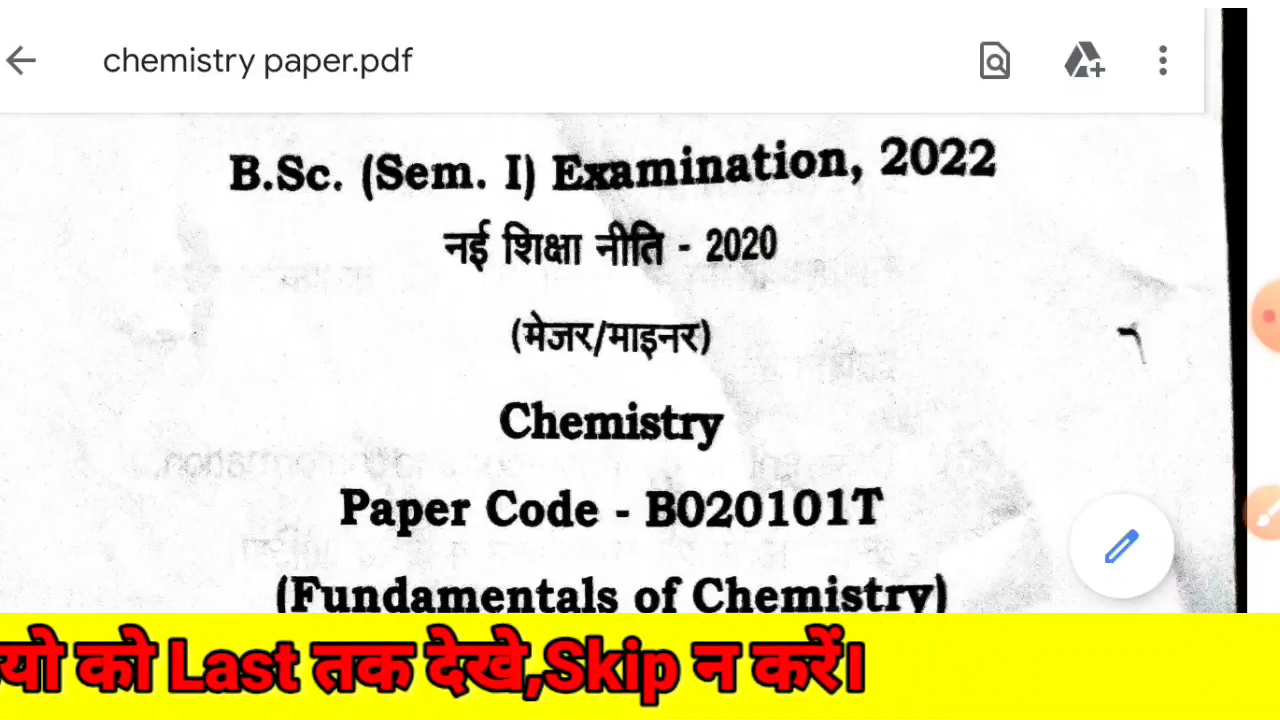 chemistry paper.pdf
B.Sc. (Sem. I) Examination, 2022
नई शिक्षा नीति - 2020
(मेजर/माइनर)
Chemistry
Paper Code - B020101T
(Fundamentals of Chemistry)
को Last तक देखे,Skip न करें।